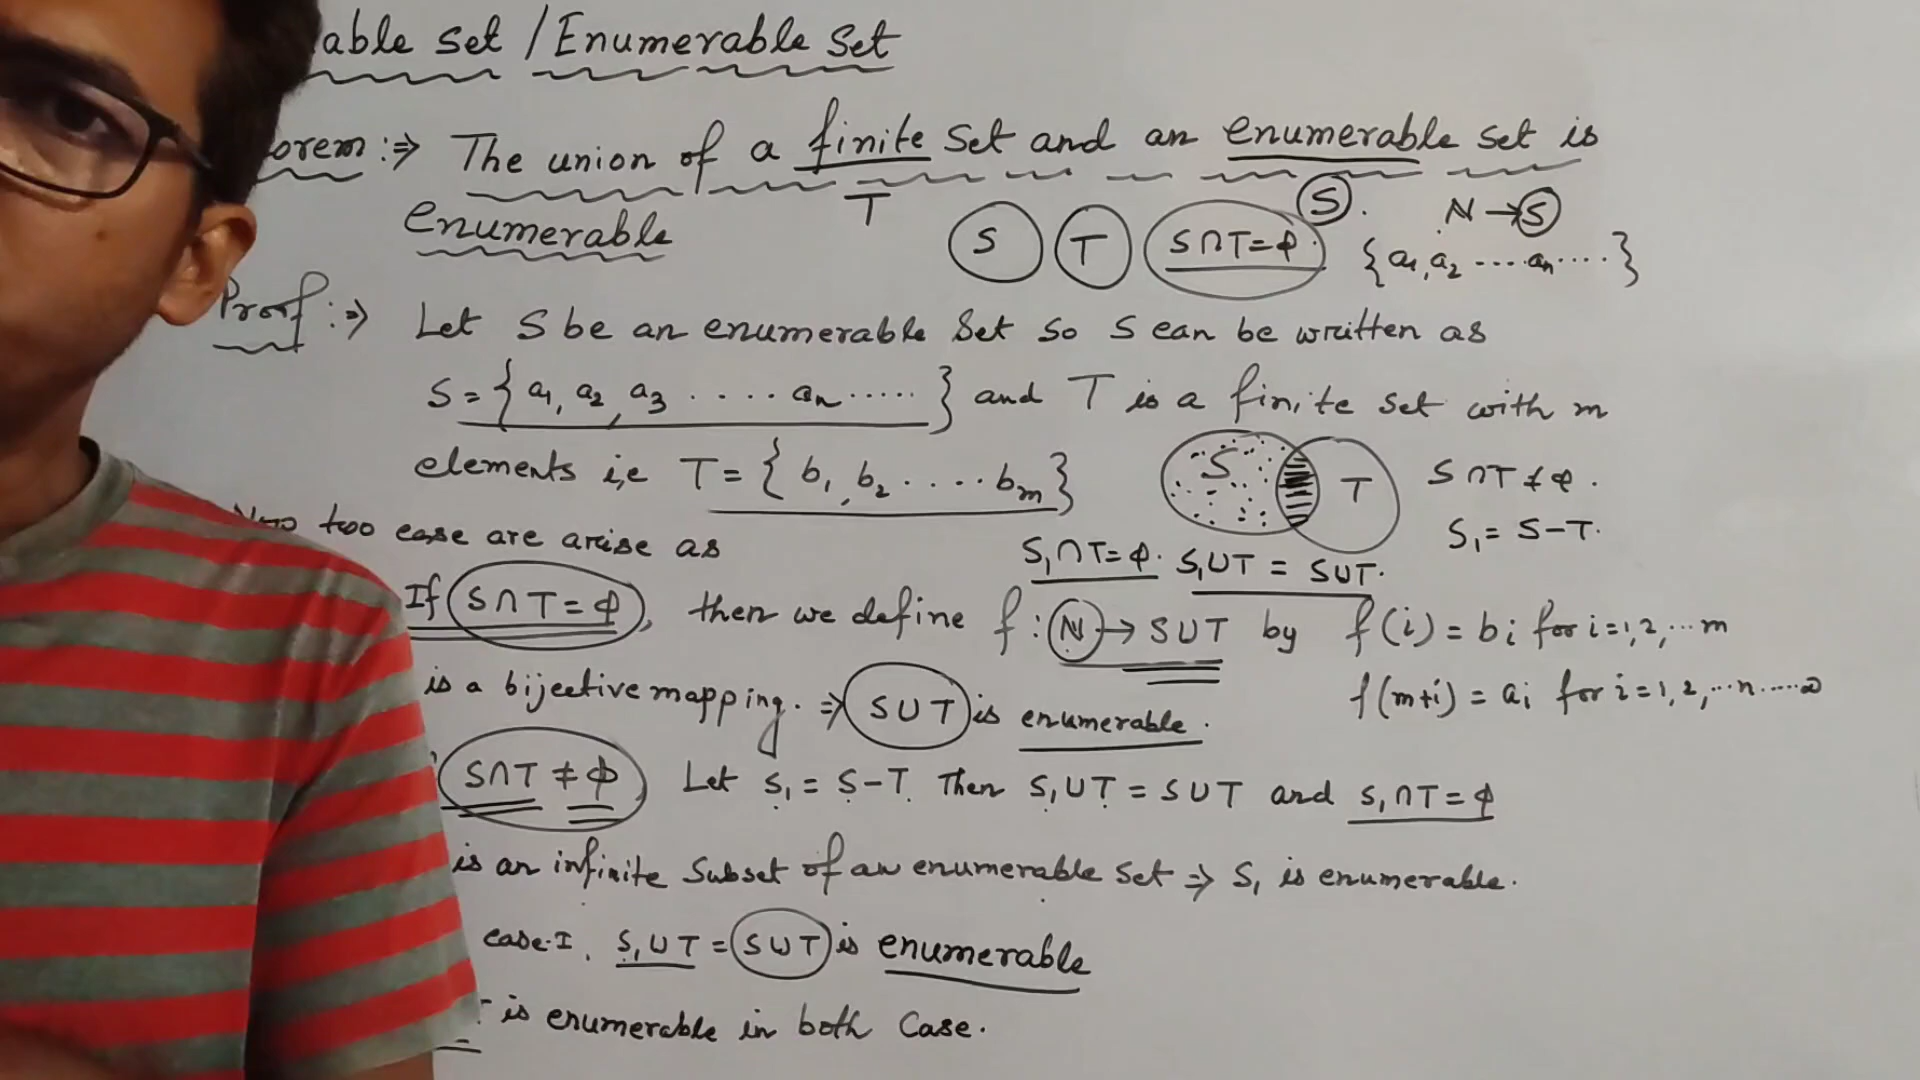 able set / Enumerable set
orem :⇒ The union of a finite set and an enumerable set is
T
S.
N → S
enumerable
S T S∩T=φ. {a1, a2 ---- an ....}
Proof :⇒ Let S be an enumerable set so S can be written as
S = { a1, a2, a3 ..... an ..... } and T is a finite set with m
elements i,e T = { b1, b2 ..... bm }
S T S∩T ≠ φ.
S1 = S-T.
two case are arise as
S1∩T=φ. S1∪T = S∪T.
If S∩T = φ, then we define f : N → S∪T by f(i) = bi for i=1,2,...m
is a bijective mapping. ⇒ S∪T is enumerable.
f(m+i) = ai for i=1,2,...n.....∞
S∩T ≠ φ Let S1 = S-T. Then S1∪T = S∪T and S1∩T=φ
is an infinite subset of an enumerable set ⇒ S1 is enumerable.
case-I. S1∪T = S∪T is enumerable
is enumerable in both case.